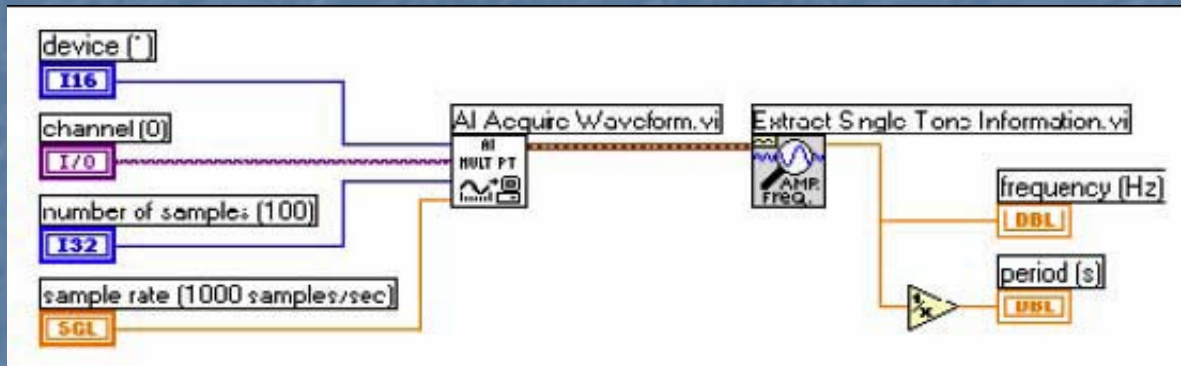 device (")
I16
channel (0)
I/O
number of samples (100)
I32
sample rate (1000 samples/sec)
SGL
AI Acquire Waveform.vi
AI
MULT PT
Extract Single Tone Information.vi
AMP.
FREQ.
frequency (Hz)
DBL
period (s)
DBL
1/x